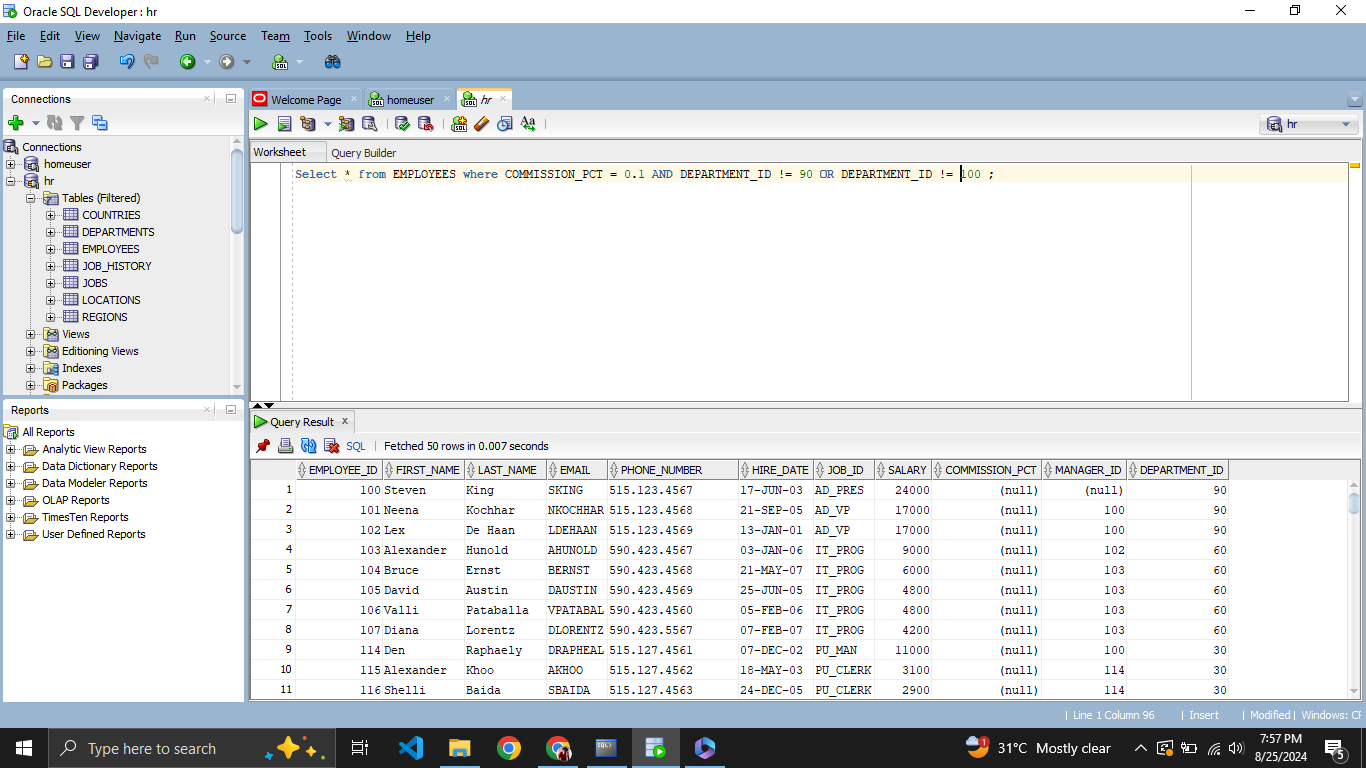 Oracle SQL Developer : hr
File Edit View Navigate Run Source Team Tools Window Help
Connections
Connections
homeuser
hr
Tables (Filtered)
COUNTRIES
DEPARTMENTS
EMPLOYEES
JOB_HISTORY
JOBS
LOCATIONS
REGIONS
Views
Editioning Views
Indexes
Packages
Reports
All Reports
Analytic View Reports
Data Dictionary Reports
Data Modeler Reports
OLAP Reports
TimesTen Reports
User Defined Reports
Welcome Page homeuser hr
hr
Worksheet Query Builder
Select * from EMPLOYEES where COMMISSION_PCT = 0.1 AND DEPARTMENT_ID != 90 OR DEPARTMENT_ID != 100 ;
Query Result
SQL | Fetched 50 rows in 0.007 seconds
EMPLOYEE_ID FIRST_NAME LAST_NAME EMAIL PHONE_NUMBER HIRE_DATE JOB_ID SALARY COMMISSION_PCT MANAGER_ID DEPARTMENT_ID
1 100 Steven King SKING 515.123.4567 17-JUN-03 AD_PRES 24000 (null) (null) 90
2 101 Neena Kochhar NKOCHHAR 515.123.4568 21-SEP-05 AD_VP 17000 (null) 100 90
3 102 Lex De Haan LDEHAAN 515.123.4569 13-JAN-01 AD_VP 17000 (null) 100 90
4 103 Alexander Hunold AHUNOLD 590.423.4567 03-JAN-06 IT_PROG 9000 (null) 102 60
5 104 Bruce Ernst BERNST 590.423.4568 21-MAY-07 IT_PROG 6000 (null) 103 60
6 105 David Austin DAUSTIN 590.423.4569 25-JUN-05 IT_PROG 4800 (null) 103 60
7 106 Valli Pataballa VPATABAL 590.423.4560 05-FEB-06 IT_PROG 4800 (null) 103 60
8 107 Diana Lorentz DLORENTZ 590.423.5567 07-FEB-07 IT_PROG 4200 (null) 103 60
9 114 Den Raphaely DRAPHEAL 515.127.4561 07-DEC-02 PU_MAN 11000 (null) 100 30
10 115 Alexander Khoo AKHOO 515.127.4562 18-MAY-03 PU_CLERK 3100 (null) 114 30
11 116 Shelli Baida SBAIDA 515.127.4563 24-DEC-05 PU_CLERK 2900 (null) 114 30
| Line 1 Column 96 | Insert | Modified | Windows: CF
Type here to search
31°C Mostly clear
7:57 PM
8/25/2024
5